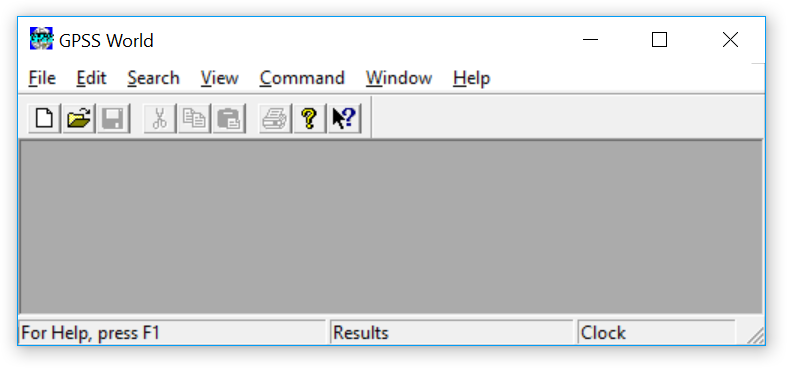 GPSS World
File Edit Search View Command Window Help
For Help, press F1 Results Clock